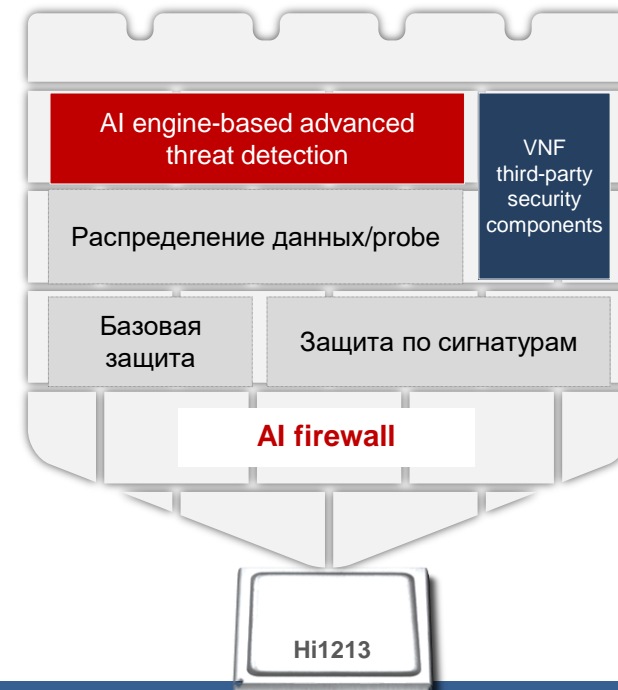 AI engine-based advanced
threat detection
VNF
third-party
security
components
Распределение данных/probe
Базовая
защита
Защита по сигнатурам
AI firewall
Hi1213